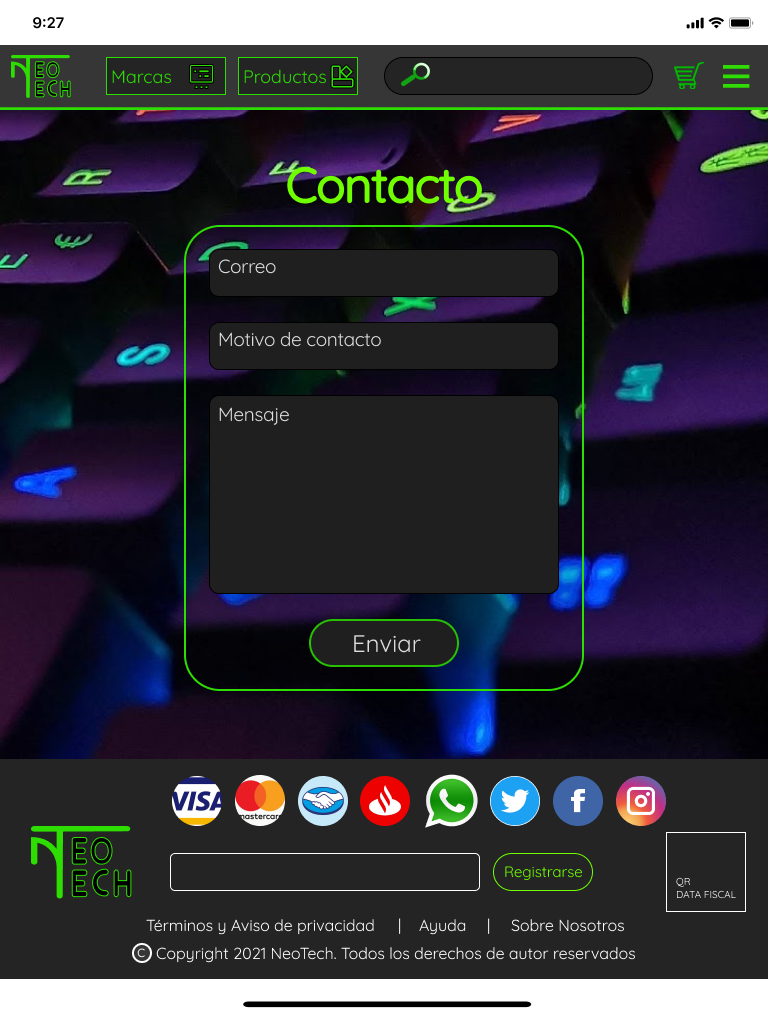 9:27
NEO
TECH
Marcas
Productos
Contacto
Correo
Motivo de contacto
Mensaje
Enviar
VISA
mastercard
NEO
TECH
Registrarse
QR
DATA FISCAL
Términos y Aviso de privacidad | Ayuda | Sobre Nosotros
© Copyright 2021 NeoTech. Todos los derechos de autor reservados